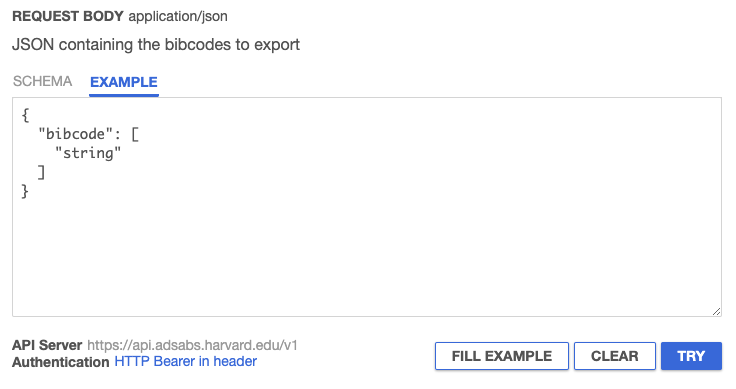 REQUEST BODY application/json
JSON containing the bibcodes to export
SCHEMA EXAMPLE
{
  "bibcode": [
    "string"
  ]
}
API Server https://api.adsabs.harvard.edu/v1
Authentication HTTP Bearer in header
FILL EXAMPLE CLEAR TRY